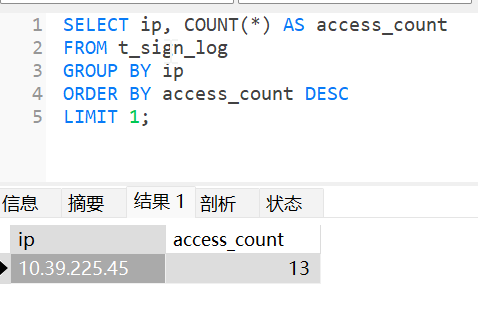 1 SELECT ip, COUNT(*) AS access_count
2 FROM t_sign_log
3 GROUP BY ip
4 ORDER BY access_count DESC
5 LIMIT 1;
信息 摘要 结果 1 剖析 状态
ip access_count
10.39.225.45 13